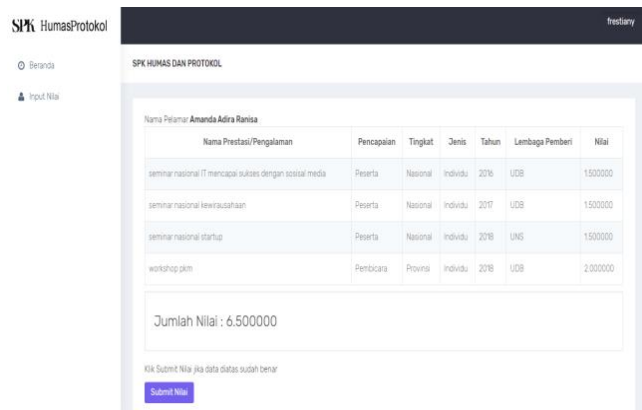 SPK HumasProtokol
frestiany
Beranda
SPK HUMAS DAN PROTOKOL
Input Nilai
Nama Pelamar Amanda Adira Ranisa
Nama Prestasi/Pengalaman Pencapaian Tingkat Jenis Tahun Lembaga Pemberi Nilai
seminar nasional IT mencapai sukses dengan sosisal media Peserta Nasional Individu 2016 UDB 1.500000
seminar nasional kewirausahaan Peserta Nasional Individu 2017 UDB 1.500000
seminar nasional startup Peserta Nasional Individu 2018 UNS 1.500000
workshop pkm Pembicara Provinsi Individu 2018 UDB 2.000000
Jumlah Nilai : 6.500000
Klik Submit Nilai jika data diatas sudah benar
Submit Nilai